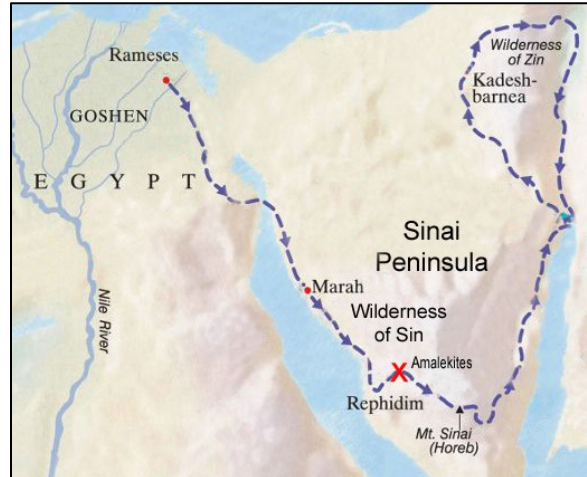 Rameses
GOSHEN
EGYPT
Nile River
Wilderness
of Zin
Kadesh-
barnea
Sinai
Peninsula
Marah
Wilderness
of Sin
X
Amalekites
Rephidim
Mt. Sinai
(Horeb)